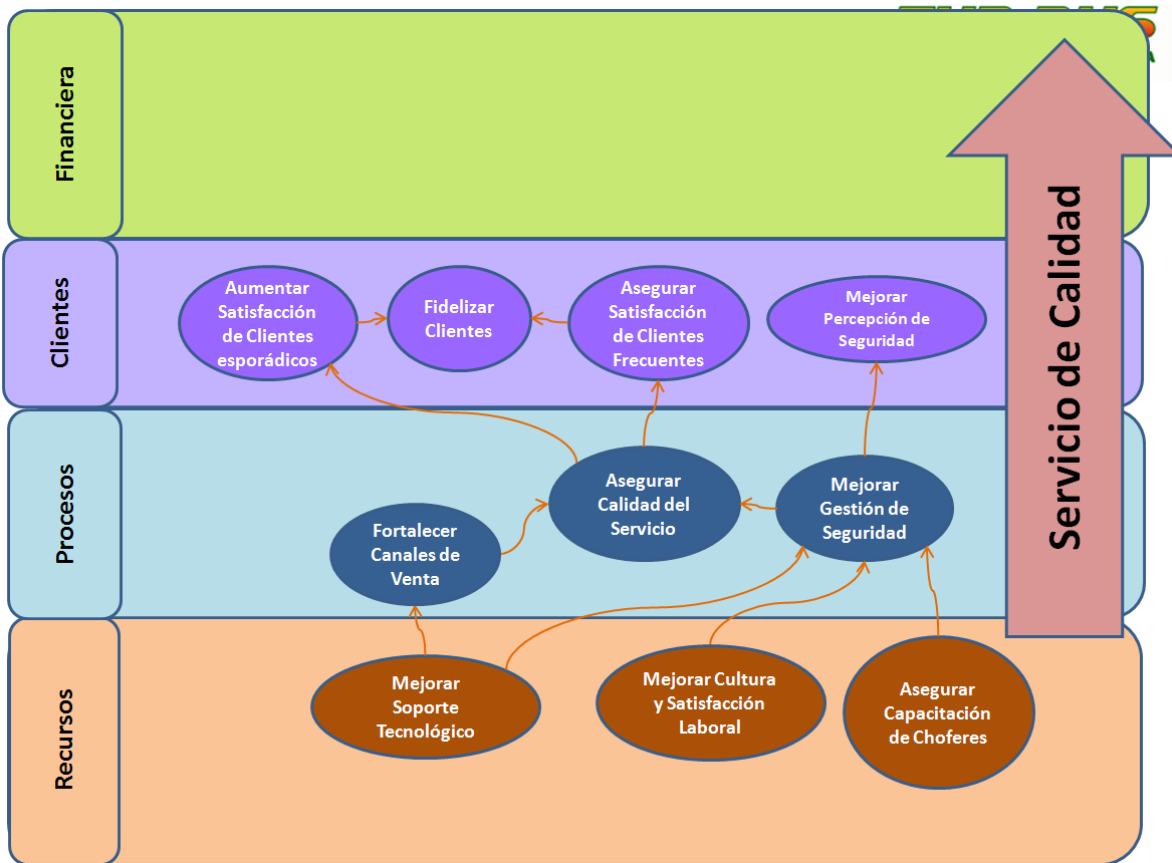 Financiera
Clientes
Aumentar
Satisfacción
de Clientes
esporádicos
Fidelizar
Clientes
Asegurar
Satisfacción
de Clientes
Frecuentes
Mejorar
Percepción de
Seguridad
Procesos
Fortalecer
Canales de
Venta
Asegurar
Calidad del
Servicio
Mejorar
Gestión de
Seguridad
Recursos
Mejorar
Soporte
Tecnológico
Mejorar Cultura
y Satisfacción
Laboral
Asegurar
Capacitación
de Choferes
Servicio de Calidad